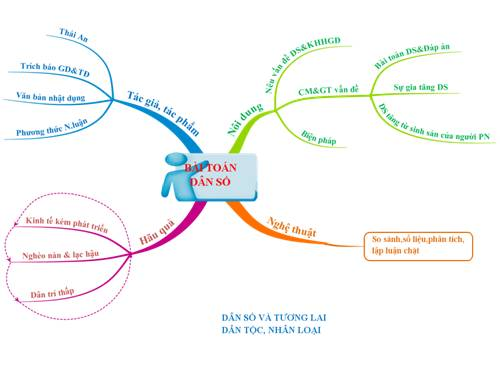 Thái An
Trích báo GD&TĐ
Văn bản nhật dụng
Phương thức N.luận
Tác giả, tác phẩm
Nội dung
Nêu vấn đề DS&KHHGĐ
CM&GT vấn đề
Bài toán DS&Đáp án
Sự gia tăng DS
DS tăng từ sinh sản của người PN
Biện pháp
BÀI TOÁN
DÂN SỐ
Hậu quả
Kinh tế kém phát triển
Nghèo nàn & lạc hậu
Dân trí thấp
Nghệ thuật
So sánh,số liệu,phân tích,
lập luận chặt
DÂN SỐ VÀ TƯƠNG LAI
DÂN TỘC, NHÂN LOẠI